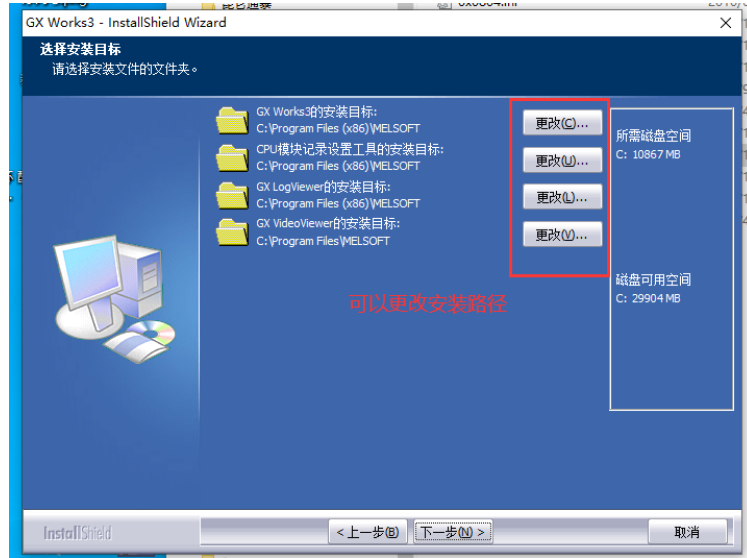 GX Works3 - InstallShield Wizard
选择安装目标
请选择安装文件的文件夹。
GX Works3的安装目标:
C:\Program Files (x86)\MELSOFT
更改(C)...
CPU模块记录设置工具的安装目标:
C:\Program Files (x86)\MELSOFT
更改(U)...
GX LogViewer的安装目标:
C:\Program Files (x86)\MELSOFT
更改(L)...
GX VideoViewer的安装目标:
C:\Program Files\MELSOFT
更改(V)...
所需磁盘空间
C: 10867 MB
可以更改安装路径
磁盘可用空间
C: 29904 MB
InstallShield
< 上一步(B)
下一步(N) >
取消